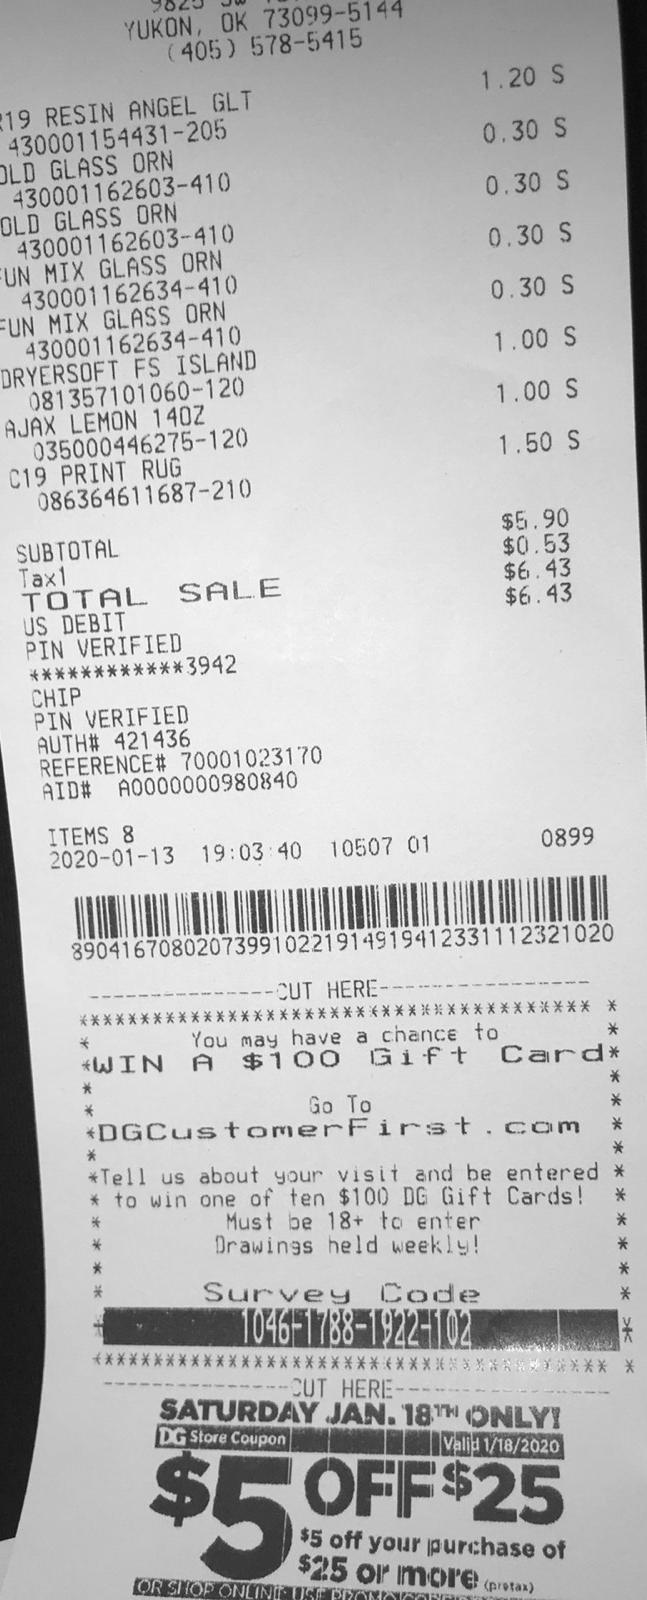 YUKON, OK 73099-5144
(405) 578-5415
19 RESIN ANGEL GLT 1.20 S
430001154431-205
OLD GLASS ORN 0.30 S
430001162603-410
OLD GLASS ORN 0.30 S
430001162603-410
FUN MIX GLASS ORN 0.30 S
430001162634-410
FUN MIX GLASS ORN 0.30 S
430001162634-410
DRYERSOFT FS ISLAND 1.00 S
081357101060-120
AJAX LEMON 14OZ 1.00 S
035000446275-120
C19 PRINT RUG 1.50 S
086364611687-210
SUBTOTAL $5.90
Tax1 $0.53
TOTAL SALE $6.43
US DEBIT $6.43
PIN VERIFIED
************3942
CHIP
PIN VERIFIED
AUTH# 421436
REFERENCE# 70001023170
AID# A0000000980840
ITEMS 8
2020-01-13 19:03:40 10507 01 0899
890416708020739910221914919412331112321020
---------------CUT HERE-----------------
****************************************
* You may have a chance to *
*WIN A $100 Gift Card*
* *
* Go To *
*DGCustomerFirst.com *
* *
*Tell us about your visit and be entered *
* to win one of ten $100 DG Gift Cards! *
* Must be 18+ to enter *
* Drawings held weekly! *
* *
* Survey Code *
* 1046-1788-1922-102 *
****************************************
---------------CUT HERE-----------------
SATURDAY JAN. 18TH ONLY!
DG Store Coupon Valid 1/18/2020
$5 OFF $25
$5 off your purchase of
$25 or more (pretax)
OR SHOP ONLINE: USE PROMO